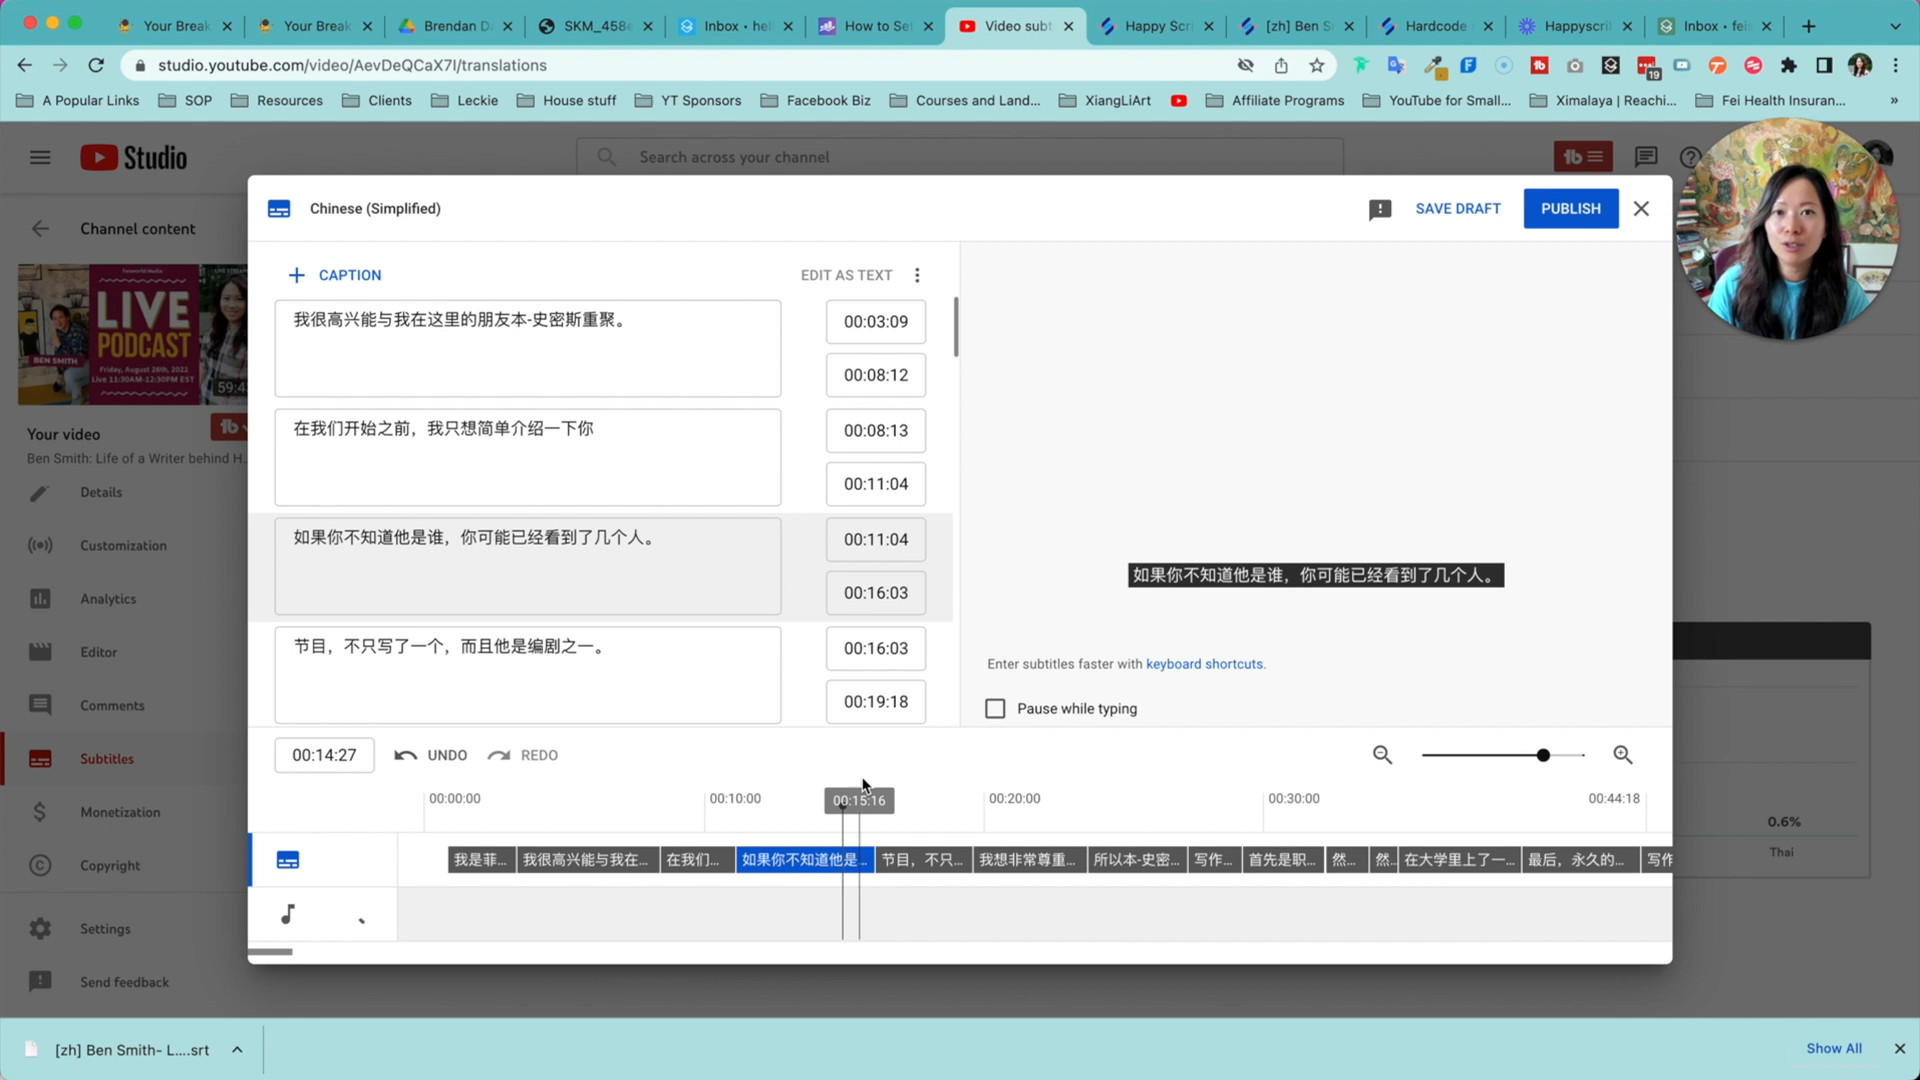 Your Break
Your Break
Brendan D
SKM_458
Inbox • hel
How to Se
Video subt
Happy Scr
[zh] Ben S
Hardcode
Happyscri
Inbox • fei
studio.youtube.com/video/AevDeQCaX7I/translations
19
A Popular Links
SOP
Resources
Clients
Leckie
House stuff
YT Sponsors
Facebook Biz
Courses and Land...
XiangLiArt
Affiliate Programs
YouTube for Small...
Ximalaya | Reachi...
Fei Health Insuran...
»
Studio
Search across your channel
Channel content
LIVE
PODCAST
BEN SMITH
Friday, August 26th, 2022
Live 11:30AM-12:30PM EST
Your video
Ben Smith: Life of a Writer behind H...
Details
Customization
Analytics
Editor
Comments
Subtitles
Monetization
Copyright
Settings
Send feedback
Chinese (Simplified)
SAVE DRAFT
PUBLISH
CAPTION
EDIT AS TEXT
我很高兴能与我在这里的朋友本-史密斯重聚。
00:03:09
00:08:12
在我们开始之前，我只想简单介绍一下你
00:08:13
00:11:04
如果你不知道他是谁，你可能已经看到了几个人。
00:11:04
00:16:03
节目，不只写了一个，而且他是编剧之一。
00:16:03
00:19:18
如果你不知道他是谁，你可能已经看到了几个人。
Enter subtitles faster with keyboard shortcuts.
Pause while typing
00:14:27
UNDO
REDO
00:00:00
00:10:00
00:15:16
00:20:00
00:30:00
00:44:18
我是菲...
我很高兴能与我在...
在我们...
如果你不知道他是...
节目，不只...
我想非常尊重...
所以本-史密...
写作...
首先是职...
然...
然...
在大学里上了一...
最后，永久的...
写作
0.6%
Thai
[zh] Ben Smith- L....srt
Show All